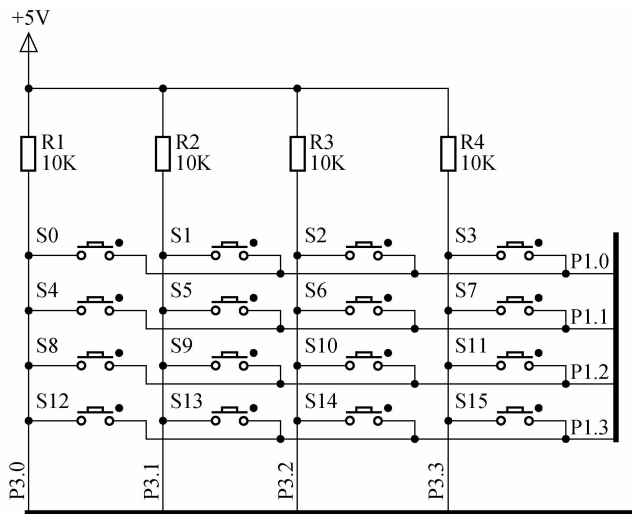 +5V
R1 R2 R3 R4
10K 10K 10K 10K
S0 S1 S2 S3
P1.0
S4 S5 S6 S7
P1.1
S8 S9 S10 S11
P1.2
S12 S13 S14 S15
P1.3
P3.0 P3.1 P3.2 P3.3